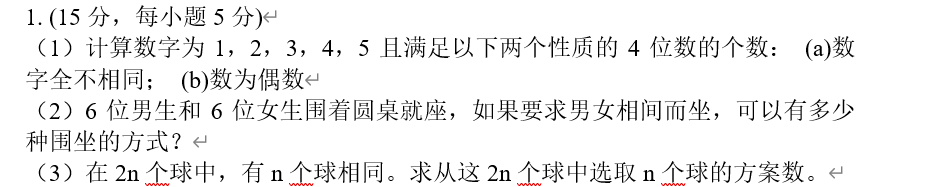 1. (15 分，每小题 5 分)↵
（1）计算数字为 1，2，3，4，5 且满足以下两个性质的 4 位数的个数： (a)数
字全不相同； (b)数为偶数↵
（2）6 位男生和 6 位女生围着圆桌就座，如果要求男女相间而坐，可以有多少
种围坐的方式？↵
（3）在 2n 个球中，有 n 个球相同。求从这 2n 个球中选取 n 个球的方案数。↵